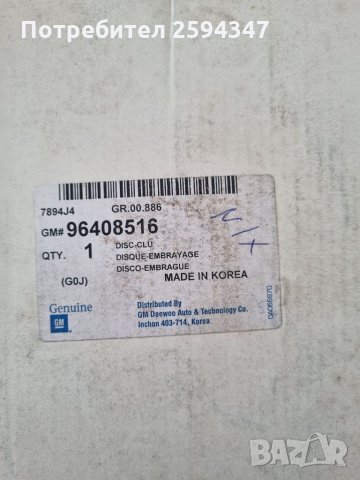 Потребител 2594347
7894J4
GR.00.886
GM# 96408516
QTY. 1
DISC-CLU
DISQUE-EMBRAYAGE
DISCO-EMBRAGUE
(G0J)
MADE IN KOREA
Genuine
GM
Distributed By
GM Daewoo Auto & Technology Co.
Inchon 403-714, Korea
BAZAR